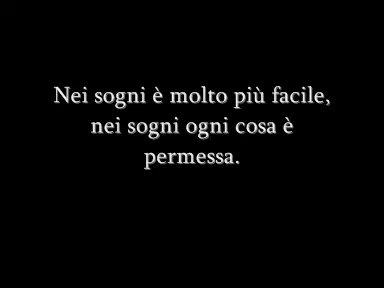 Nei sogni è molto più facile,
nei sogni ogni cosa è
permessa.